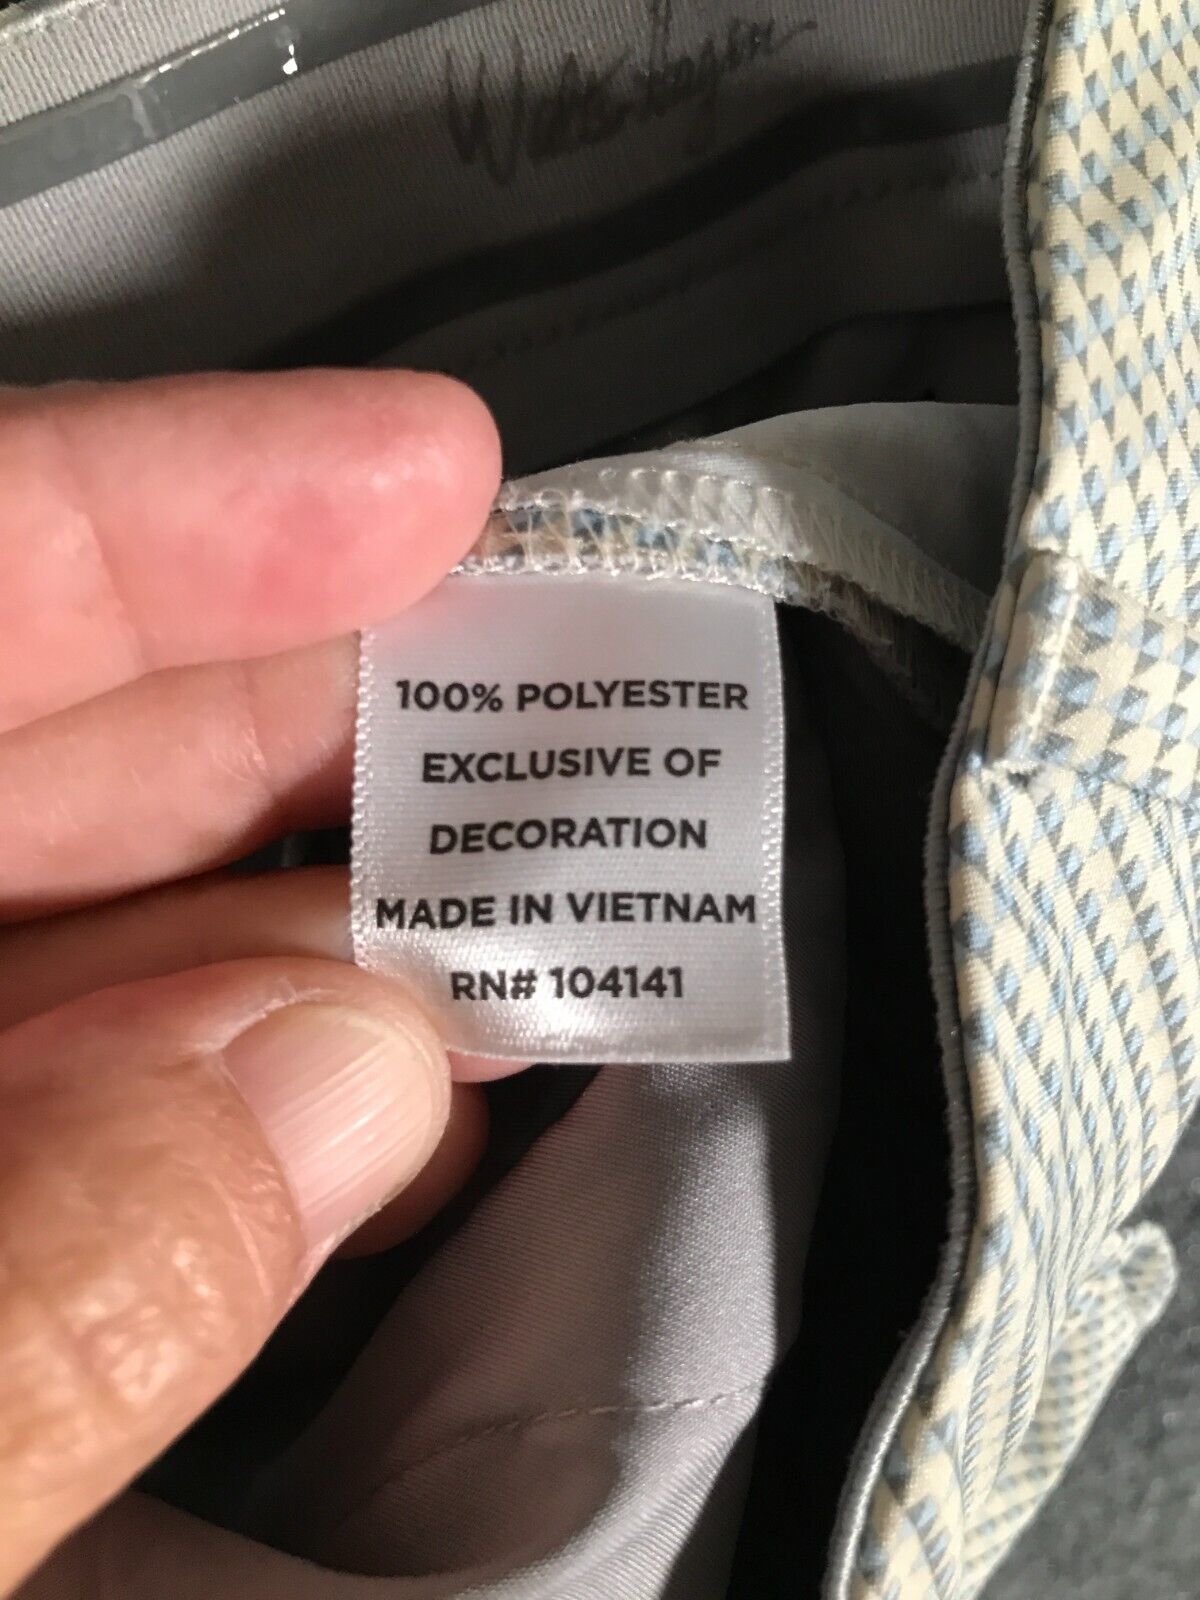 100% POLYESTER
EXCLUSIVE OF
DECORATION
MADE IN VIETNAM
RN# 104141